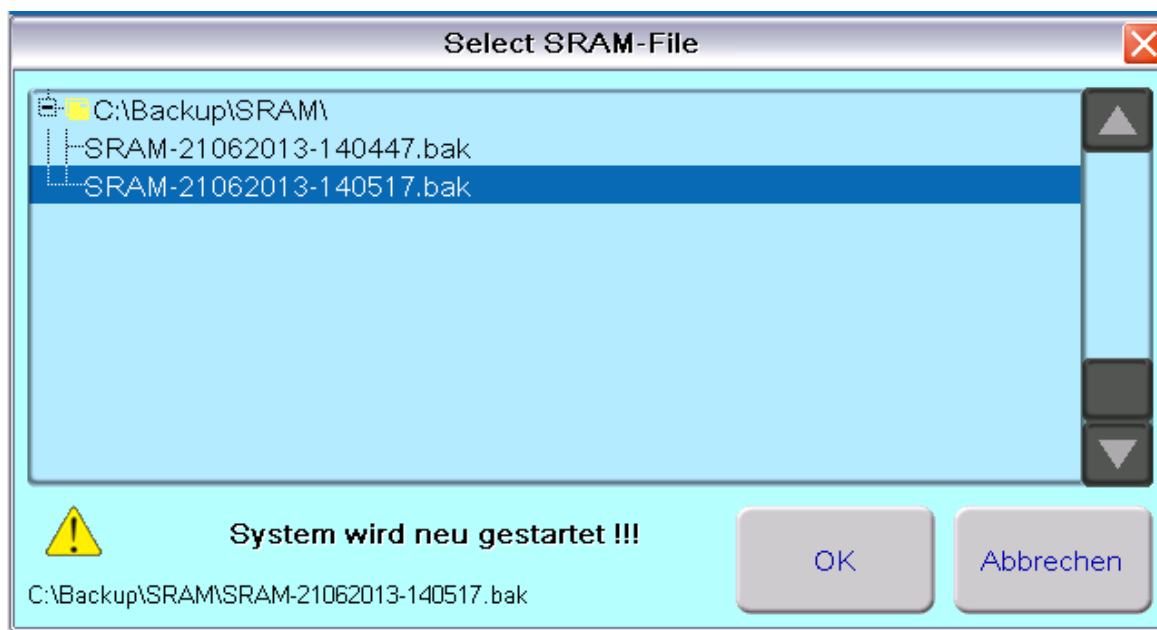 Select SRAM-File
C:\Backup\SRAM\
SRAM-21062013-140447.bak
SRAM-21062013-140517.bak
System wird neu gestartet !!!
C:\Backup\SRAM\SRAM-21062013-140517.bak
OK
Abbrechen